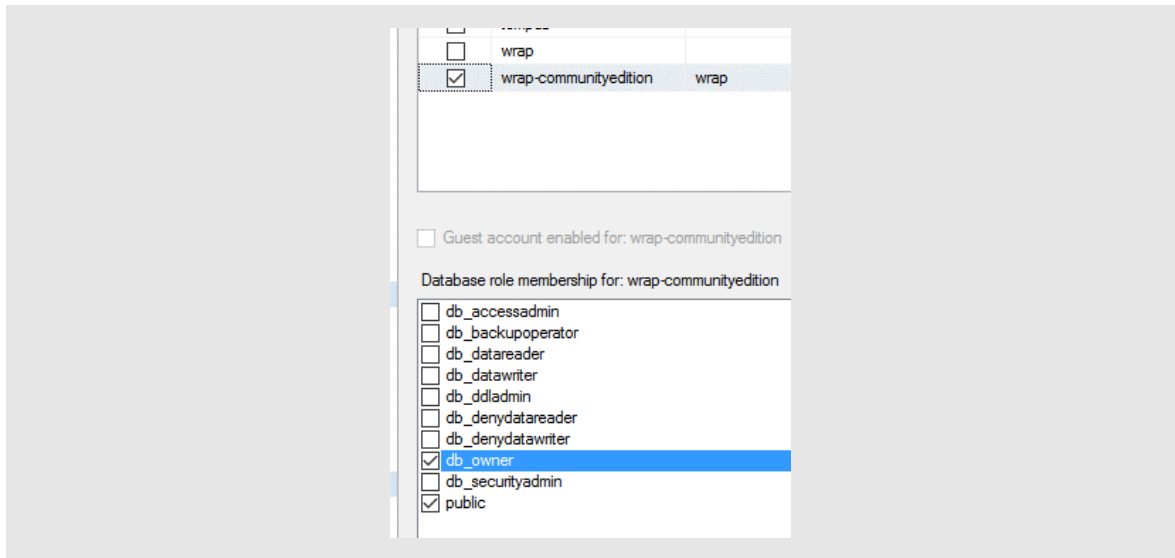 wrap
wrap-communityedition wrap
Guest account enabled for: wrap-communityedition
Database role membership for: wrap-communityedition
db_accessadmin
db_backupoperator
db_datareader
db_datawriter
db_ddladmin
db_denydatareader
db_denydatawriter
db_owner
db_securityadmin
public